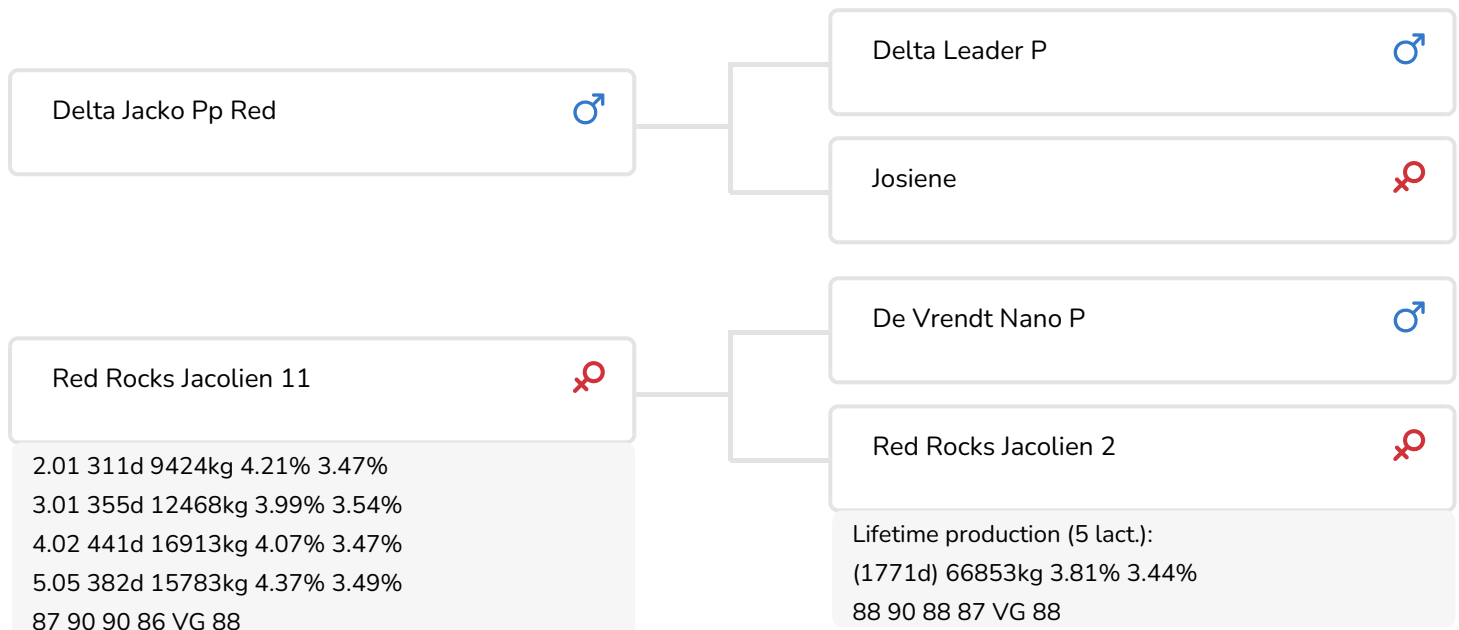 Delta Jacko Pp Red
Delta Leader P
Josiene
Red Rocks Jacolien 11
2.01 311d 9424kg 4.21% 3.47%
3.01 355d 12468kg 3.99% 3.54%
4.02 441d 16913kg 4.07% 3.47%
5.05 382d 15783kg 4.37% 3.49%
87 90 90 86 VG 88
De Vrendt Nano P
Red Rocks Jacolien 2
Lifetime production (5 lact.):
(1771d) 66853kg 3.81% 3.44%
88 90 88 87 VG 88